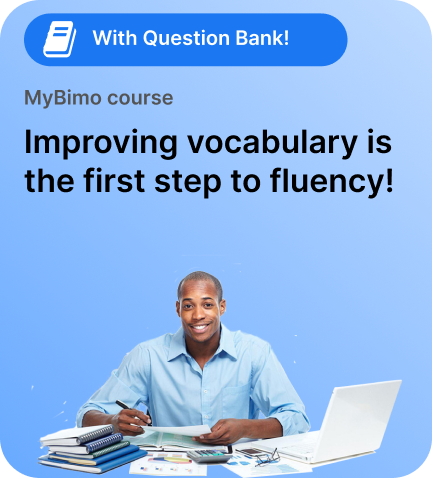 With Question Bank!
MyBimo course
Improving vocabulary is
the first step to fluency!